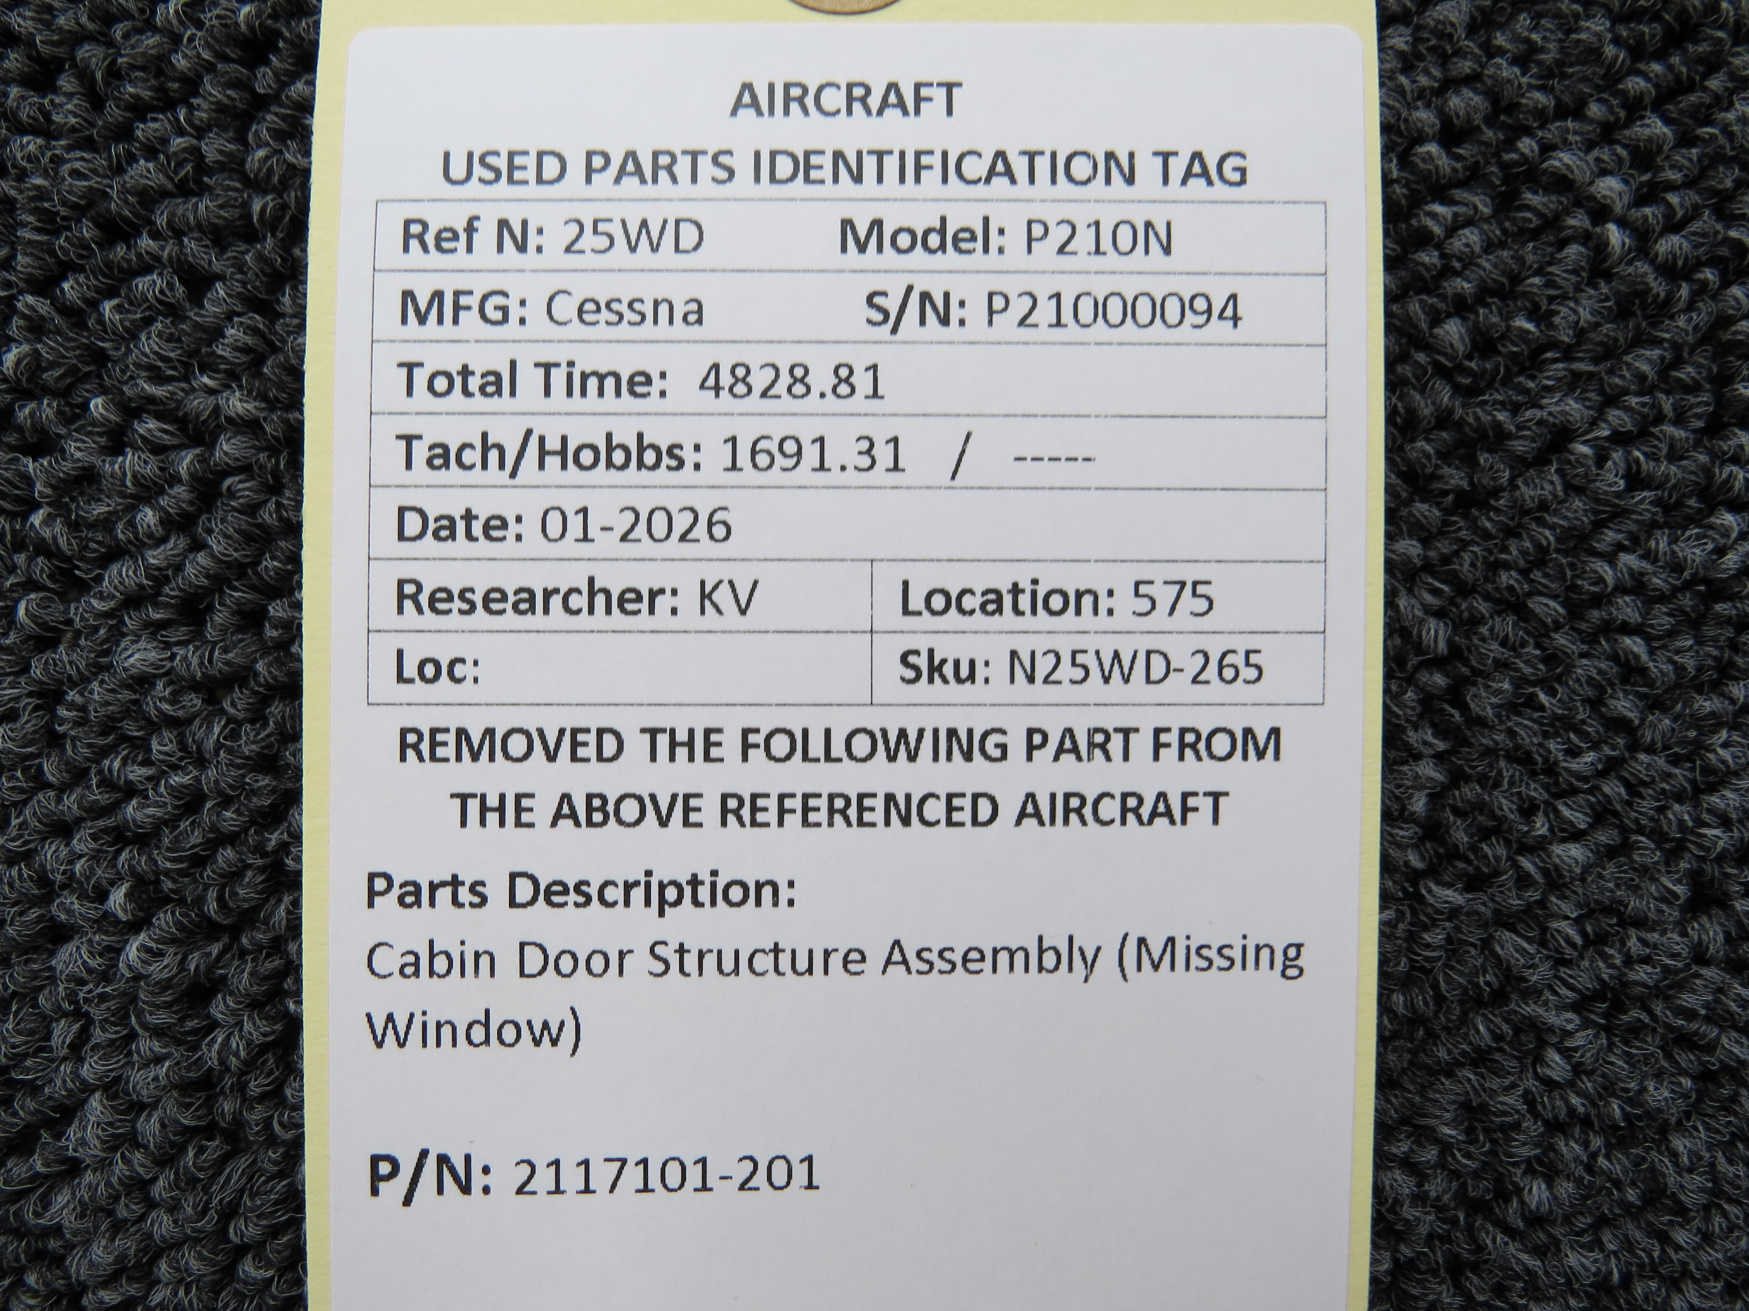 AIRCRAFT
USED PARTS IDENTIFICATION TAG
Ref N: 25WD Model: P210N
MFG: Cessna S/N: P21000094
Total Time: 4828.81
Tach/Hobbs: 1691.31 / -----
Date: 01-2026
Researcher: KV Location: 575
Loc: Sku: N25WD-265
REMOVED THE FOLLOWING PART FROM
THE ABOVE REFERENCED AIRCRAFT
Parts Description:
Cabin Door Structure Assembly (Missing
Window)
P/N: 2117101-201